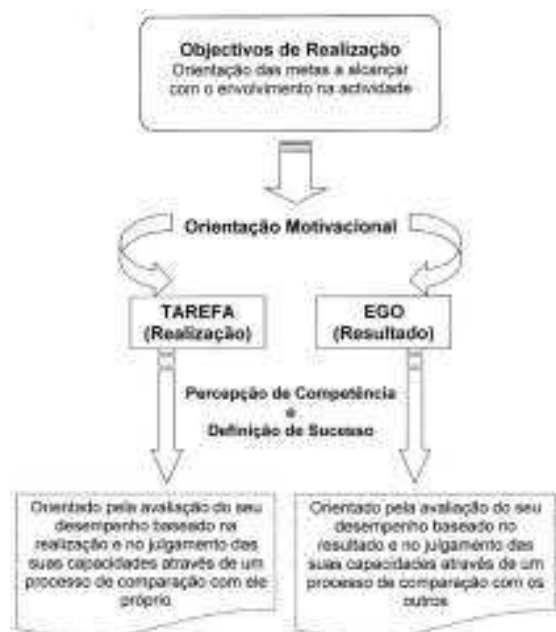 Objectivos de Realização
Orientação das metas a alcançar
com o envolvimento na actividade
Orientação Motivacional
TAREFA
(Realização)
EGO
(Resultado)
Percepção de Competência
e
Definição de Sucesso
Orientado pela avaliação do seu
desempenho baseado na
realização e no julgamento das
suas capacidades através de um
processo de comparação com ele
próprio
Orientado pela avaliação do seu
desempenho baseado no
resultado e no julgamento das
suas capacidades através de um
processo de comparação com os
outros